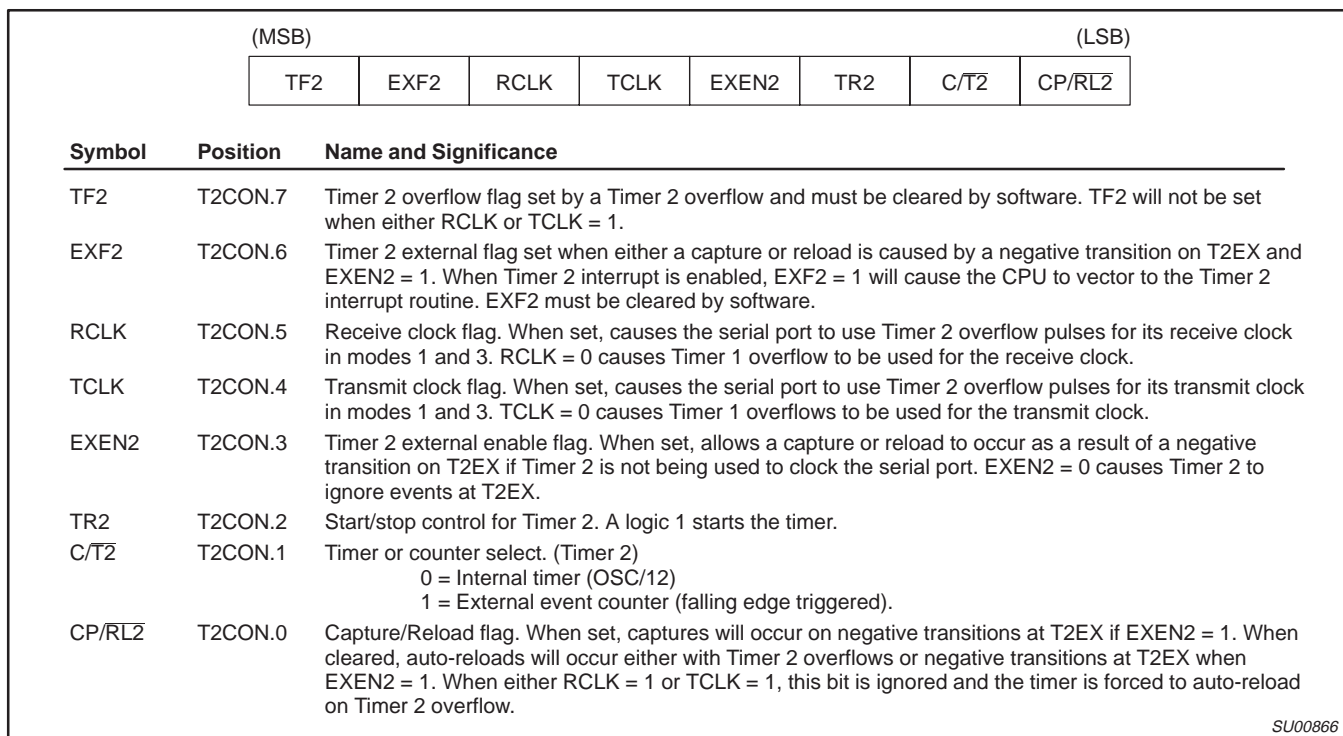 (MSB) (LSB)
TF2 EXF2 RCLK TCLK EXEN2 TR2 C/T2 CP/RL2
Symbol Position Name and Significance
TF2 T2CON.7 Timer 2 overflow flag set by a Timer 2 overflow and must be cleared by software. TF2 will not be set
when either RCLK or TCLK = 1.
EXF2 T2CON.6 Timer 2 external flag set when either a capture or reload is caused by a negative transition on T2EX and
EXEN2 = 1. When Timer 2 interrupt is enabled, EXF2 = 1 will cause the CPU to vector to the Timer 2
interrupt routine. EXF2 must be cleared by software.
RCLK T2CON.5 Receive clock flag. When set, causes the serial port to use Timer 2 overflow pulses for its receive clock
in modes 1 and 3. RCLK = 0 causes Timer 1 overflow to be used for the receive clock.
TCLK T2CON.4 Transmit clock flag. When set, causes the serial port to use Timer 2 overflow pulses for its transmit clock
in modes 1 and 3. TCLK = 0 causes Timer 1 overflows to be used for the transmit clock.
EXEN2 T2CON.3 Timer 2 external enable flag. When set, allows a capture or reload to occur as a result of a negative
transition on T2EX if Timer 2 is not being used to clock the serial port. EXEN2 = 0 causes Timer 2 to
ignore events at T2EX.
TR2 T2CON.2 Start/stop control for Timer 2. A logic 1 starts the timer.
C/T2 T2CON.1 Timer or counter select. (Timer 2)
0 = Internal timer (OSC/12)
1 = External event counter (falling edge triggered).
CP/RL2 T2CON.0 Capture/Reload flag. When set, captures will occur on negative transitions at T2EX if EXEN2 = 1. When
cleared, auto-reloads will occur either with Timer 2 overflows or negative transitions at T2EX when
EXEN2 = 1. When either RCLK = 1 or TCLK = 1, this bit is ignored and the timer is forced to auto-reload
on Timer 2 overflow.
SU00866